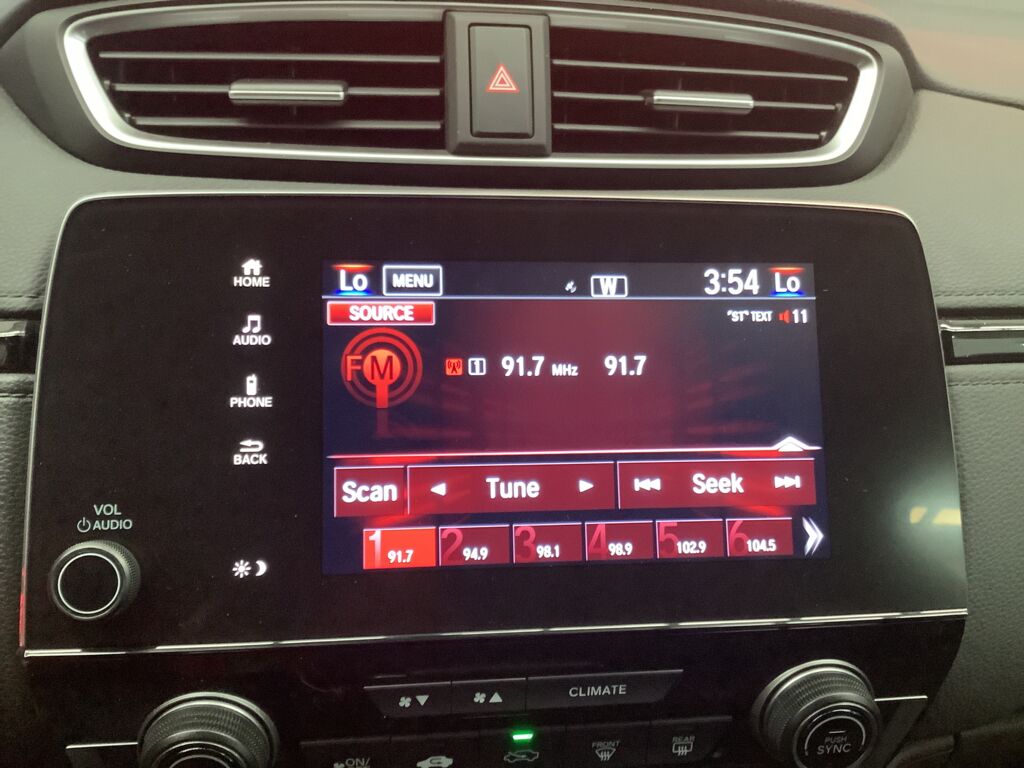 HOME
AUDIO
PHONE
BACK
VOL
AUDIO
Lo MENU W 3:54 Lo
SOURCE
"ST" TEXT 11
FM 1 91.7 MHz 91.7
Scan Tune Seek
1 91.7 2 94.9 3 98.1 4 98.9 5 102.9 6 104.5
CLIMATE
ON/
FRONT
REAR
PUSH
SYNC